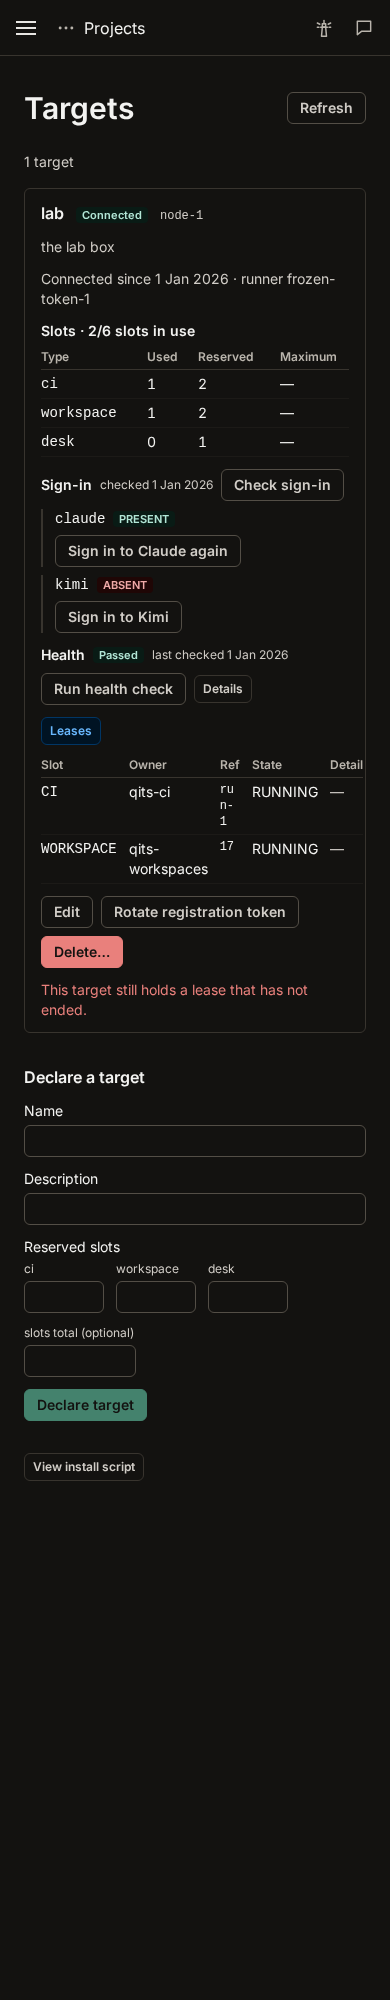 Projects
Targets
Refresh
1 target
lab Connected node-1
the lab box
Connected since 1 Jan 2026 · runner frozen-
token-1
Slots · 2/6 slots in use
Type Used Reserved Maximum
ci 1 2 —
workspace 1 2 —
desk 0 1 —
Sign-in checked 1 Jan 2026 Check sign-in
claude PRESENT
Sign in to Claude again
kimi ABSENT
Sign in to Kimi
Health Passed last checked 1 Jan 2026
Run health check Details
Leases
Slot Owner Ref State Detail
CI qits-ci ru RUNNING —
n-
1
WORKSPACE qits- 17 RUNNING —
workspaces
Edit Rotate registration token
Delete...
This target still holds a lease that has not
ended.
Declare a target
Name
Description
Reserved slots
ci workspace desk
slots total (optional)
Declare target
View install script